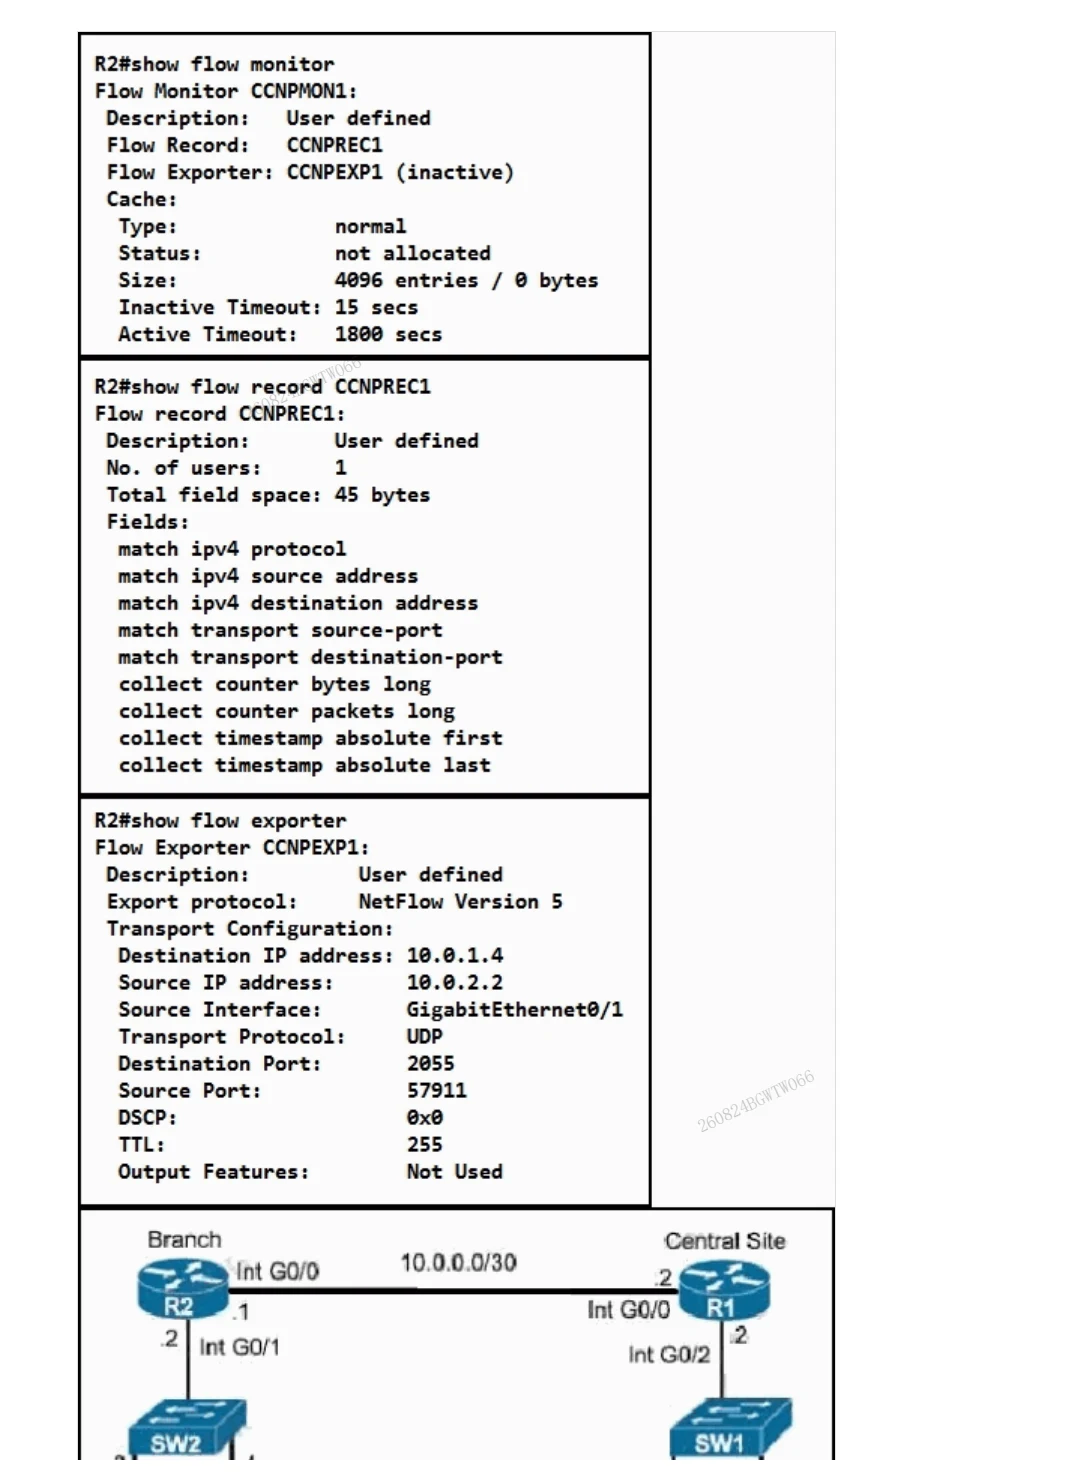 R2#show flow monitor
Flow Monitor CCNPMON1:
Description: User defined
Flow Record: CCNPREC1
Flow Exporter: CCNPEXP1 (inactive)
Cache:
Type: normal
Status: not allocated
Size: 4096 entries / 0 bytes
Inactive Timeout: 15 secs
Active Timeout: 1800 secs
R2#show flow record CCNPREC1
Flow record CCNPREC1:
Description: User defined
No. of users: 1
Total field space: 45 bytes
Fields:
match ipv4 protocol
match ipv4 source address
match ipv4 destination address
match transport source-port
match transport destination-port
collect counter bytes long
collect counter packets long
collect timestamp absolute first
collect timestamp absolute last
R2#show flow exporter
Flow Exporter CCNPEXP1:
Description: User defined
Export protocol: NetFlow Version 5
Transport Configuration:
Destination IP address: 10.0.1.4
Source IP address: 10.0.2.2
Source Interface: GigabitEthernet0/1
Transport Protocol: UDP
Destination Port: 2055
Source Port: 57911
DSCP: 0x0
TTL: 255
Output Features: Not Used
260824BGWTW066
Branch
Central Site
Int G0/0
10.0.0.0/30
.2
R2
.1
Int G0/0
R1
.2
Int G0/1
.2
Int G0/2
SW2
SW1